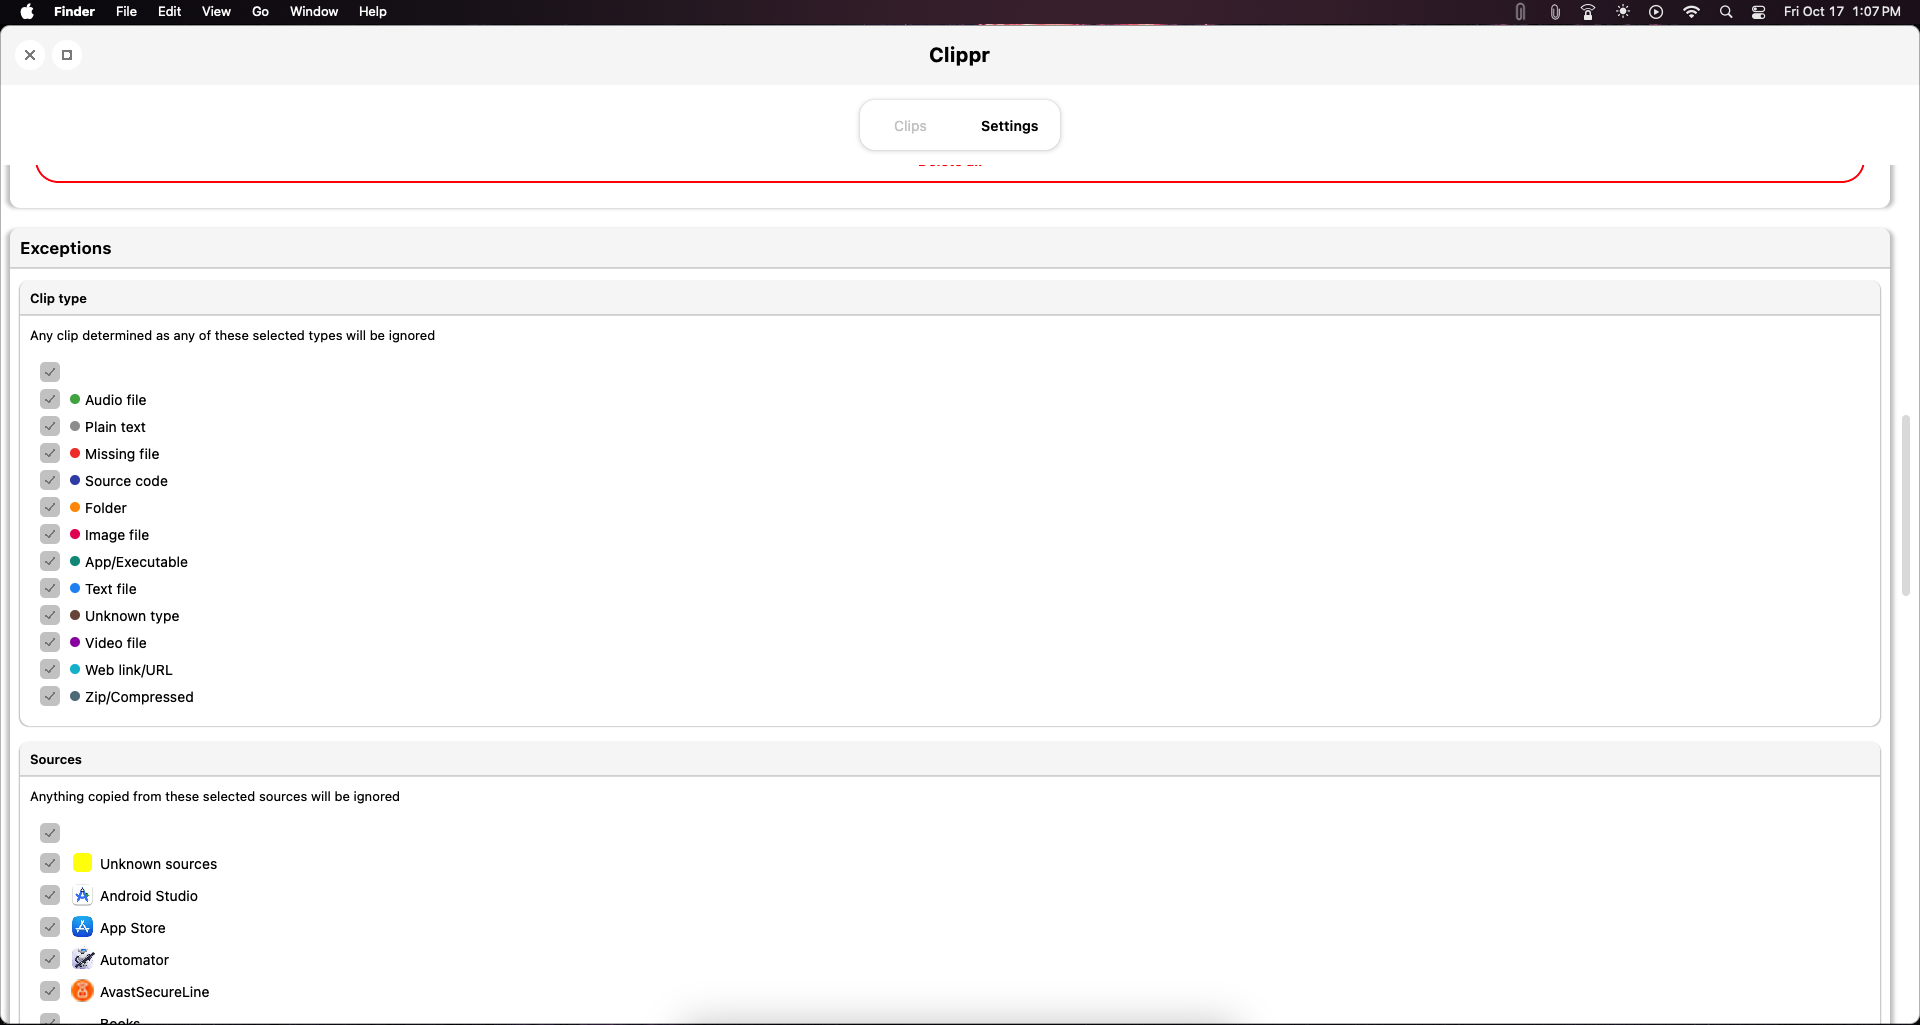 Finder File Edit View Go Window Help Fri Oct 17 1:07 PM
Clippr
Clips Settings
Exceptions
Clip type
Any clip determined as any of these selected types will be ignored
Audio file
Plain text
Missing file
Source code
Folder
Image file
App/Executable
Text file
Unknown type
Video file
Web link/URL
Zip/Compressed
Sources
Anything copied from these selected sources will be ignored
Unknown sources
Android Studio
App Store
Automator
AvastSecureLine
Books